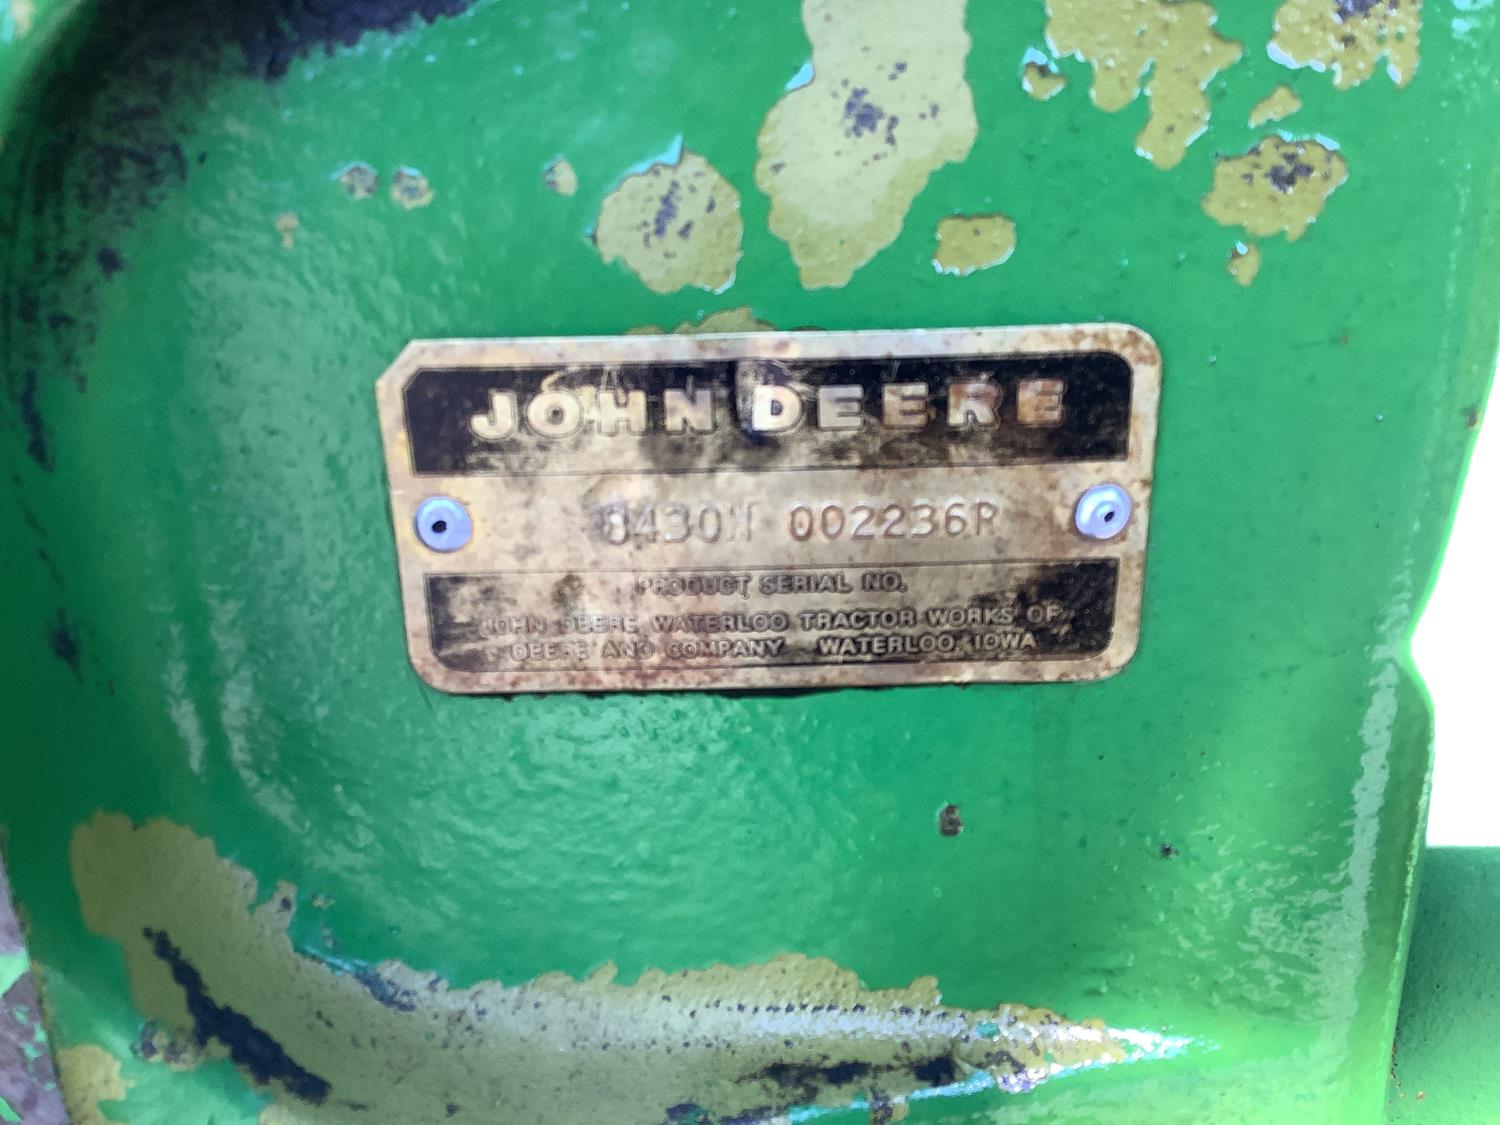 JOHN DEERE
8430H 002236R
PRODUCT SERIAL NO.
JOHN DEERE WATERLOO TRACTOR WORKS OF
DEERE AND COMPANY WATERLOO, IOWA